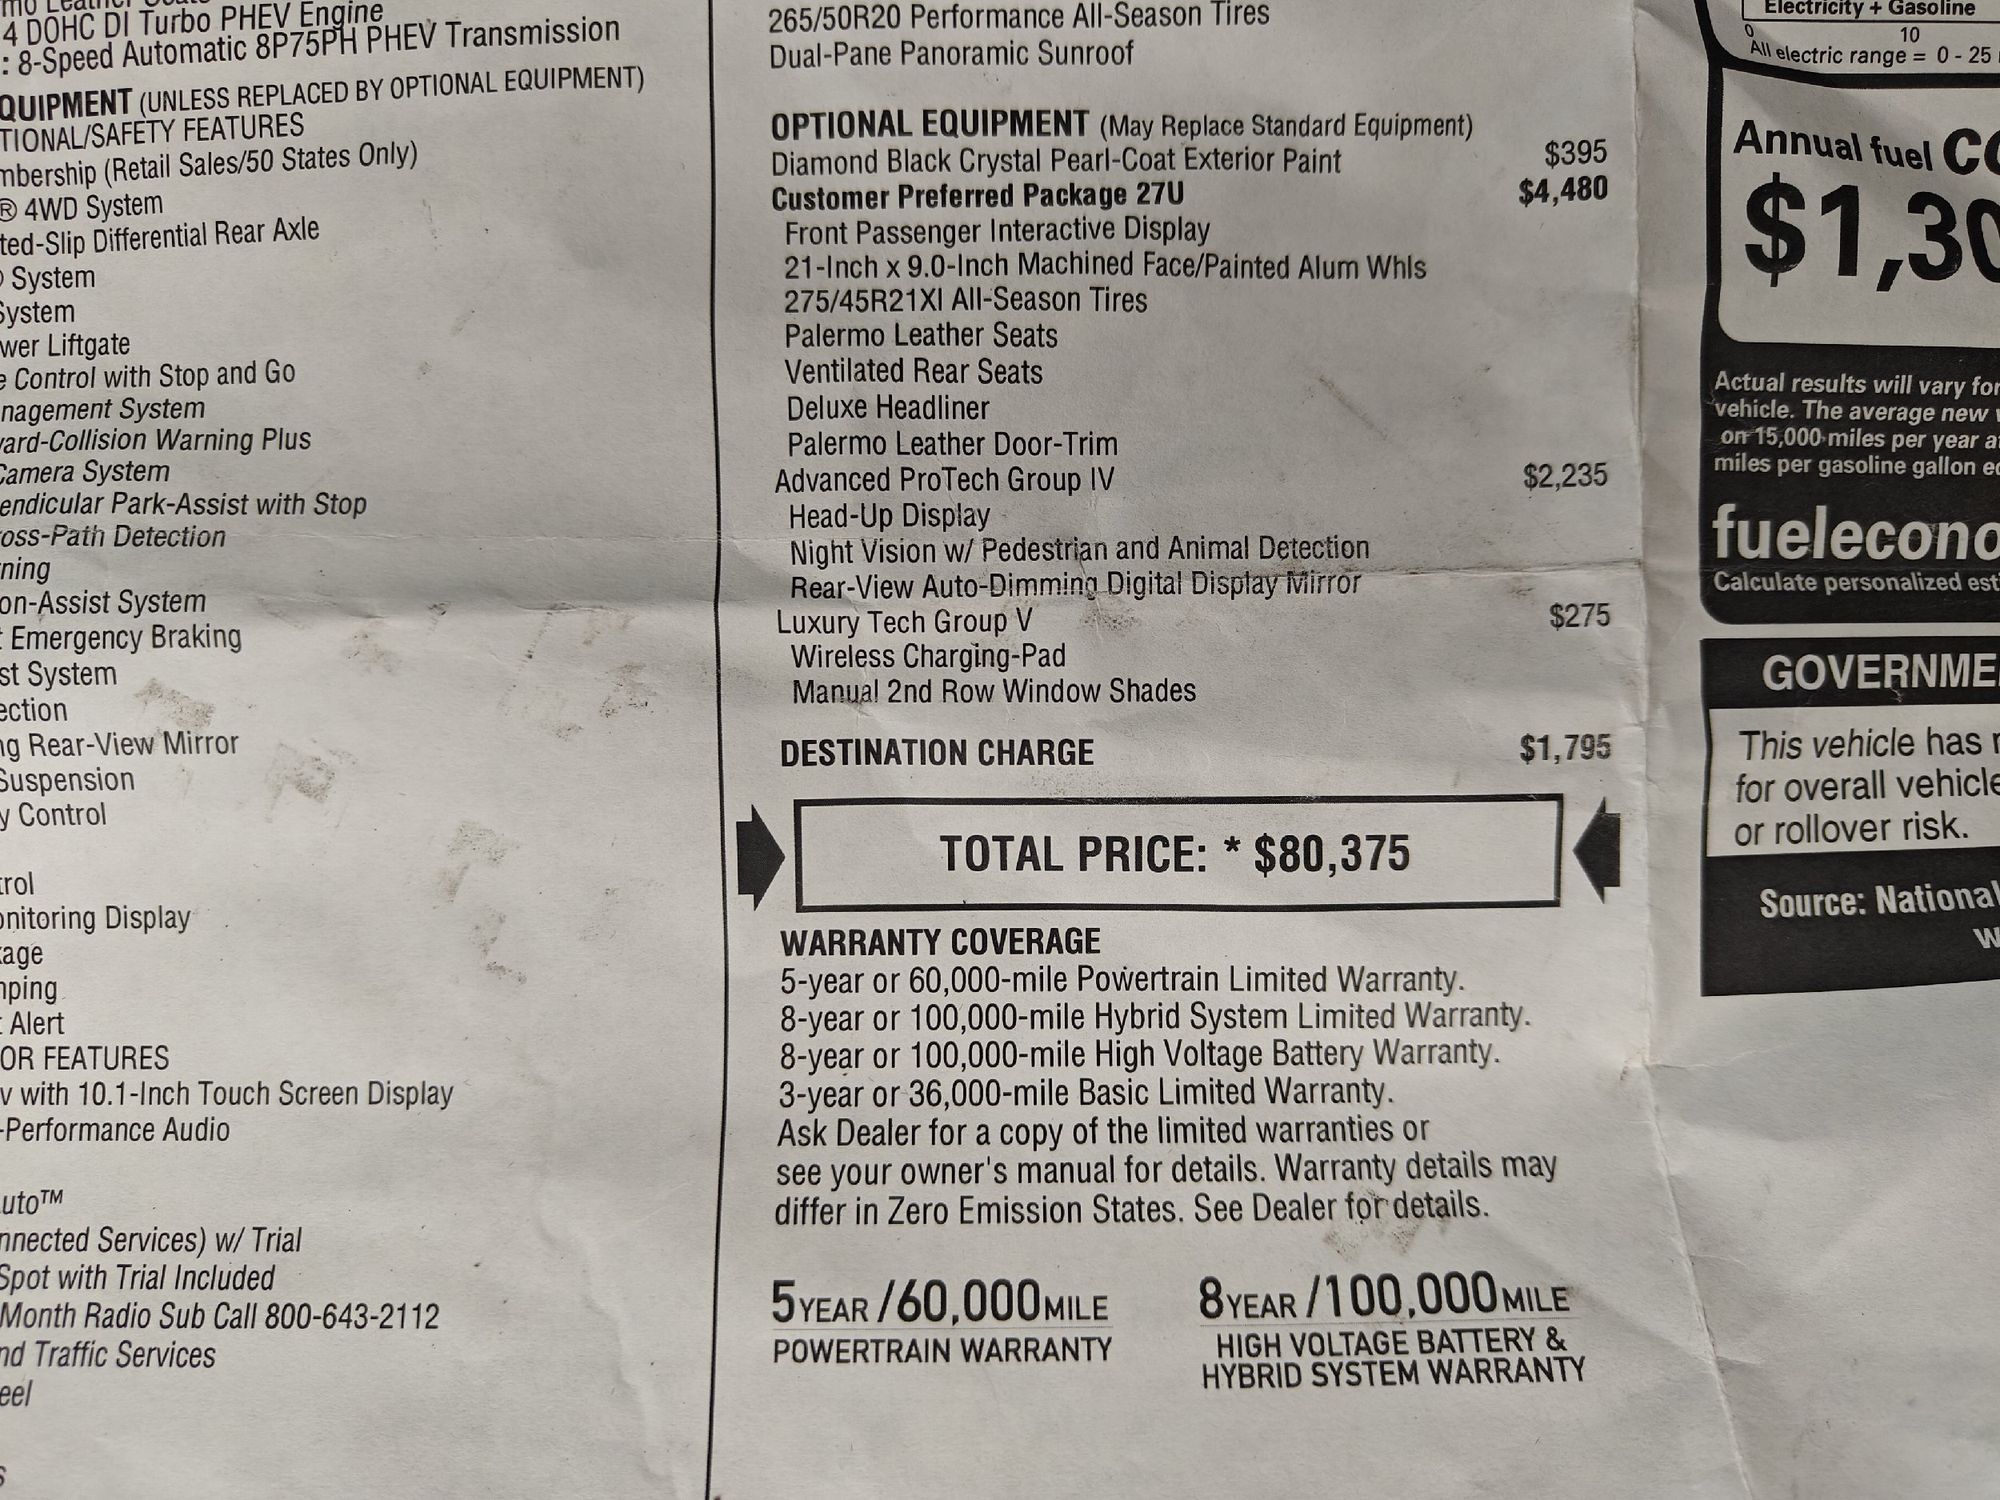 4 DOHC DI Turbo PHEV Engine
: 8-Speed Automatic 8P75PH PHEV Transmission
QUIPMENT (UNLESS REPLACED BY OPTIONAL EQUIPMENT)
TIONAL/SAFETY FEATURES
mbership (Retail Sales/50 States Only)
® 4WD System
ted-Slip Differential Rear Axle
System
System
wer Liftgate
e Control with Stop and Go
nagement System
ward-Collision Warning Plus
Camera System
endicular Park-Assist with Stop
ross-Path Detection
ning
on-Assist System
Emergency Braking
st System
ection
ng Rear-View Mirror
Suspension
y Control
trol
onitoring Display
kage
mping
t Alert
OR FEATURES
v with 10.1-Inch Touch Screen Display
-Performance Audio
uto™
nnected Services) w/ Trial
Spot with Trial Included
Month Radio Sub Call 800-643-2112
nd Traffic Services
eel
265/50R20 Performance All-Season Tires
Dual-Pane Panoramic Sunroof
OPTIONAL EQUIPMENT (May Replace Standard Equipment)
Diamond Black Crystal Pearl-Coat Exterior Paint $395
Customer Preferred Package 27U $4,480
Front Passenger Interactive Display
21-Inch x 9.0-Inch Machined Face/Painted Alum Whls
275/45R21Xl All-Season Tires
Palermo Leather Seats
Ventilated Rear Seats
Deluxe Headliner
Palermo Leather Door-Trim
Advanced ProTech Group IV $2,235
Head-Up Display
Night Vision w/ Pedestrian and Animal Detection
Rear-View Auto-Dimming Digital Display Mirror
Luxury Tech Group V $275
Wireless Charging-Pad
Manual 2nd Row Window Shades
DESTINATION CHARGE $1,795
TOTAL PRICE: * $80,375
WARRANTY COVERAGE
5-year or 60,000-mile Powertrain Limited Warranty.
8-year or 100,000-mile Hybrid System Limited Warranty.
8-year or 100,000-mile High Voltage Battery Warranty.
3-year or 36,000-mile Basic Limited Warranty.
Ask Dealer for a copy of the limited warranties or
see your owner's manual for details. Warranty details may
differ in Zero Emission States. See Dealer for details.
5 YEAR / 60,000 MILE
POWERTRAIN WARRANTY
8 YEAR / 100,000 MILE
HIGH VOLTAGE BATTERY &
HYBRID SYSTEM WARRANTY
Electricity + Gasoline
0 10
All electric range = 0 - 25
Annual fuel CO
$1,30
Actual results will vary for
vehicle. The average new
on 15,000 miles per year a
miles per gasoline gallon e
fuelecono
Calculate personalized est
GOVERNME
This vehicle has
for overall vehicle
or rollover risk.
Source: National
w